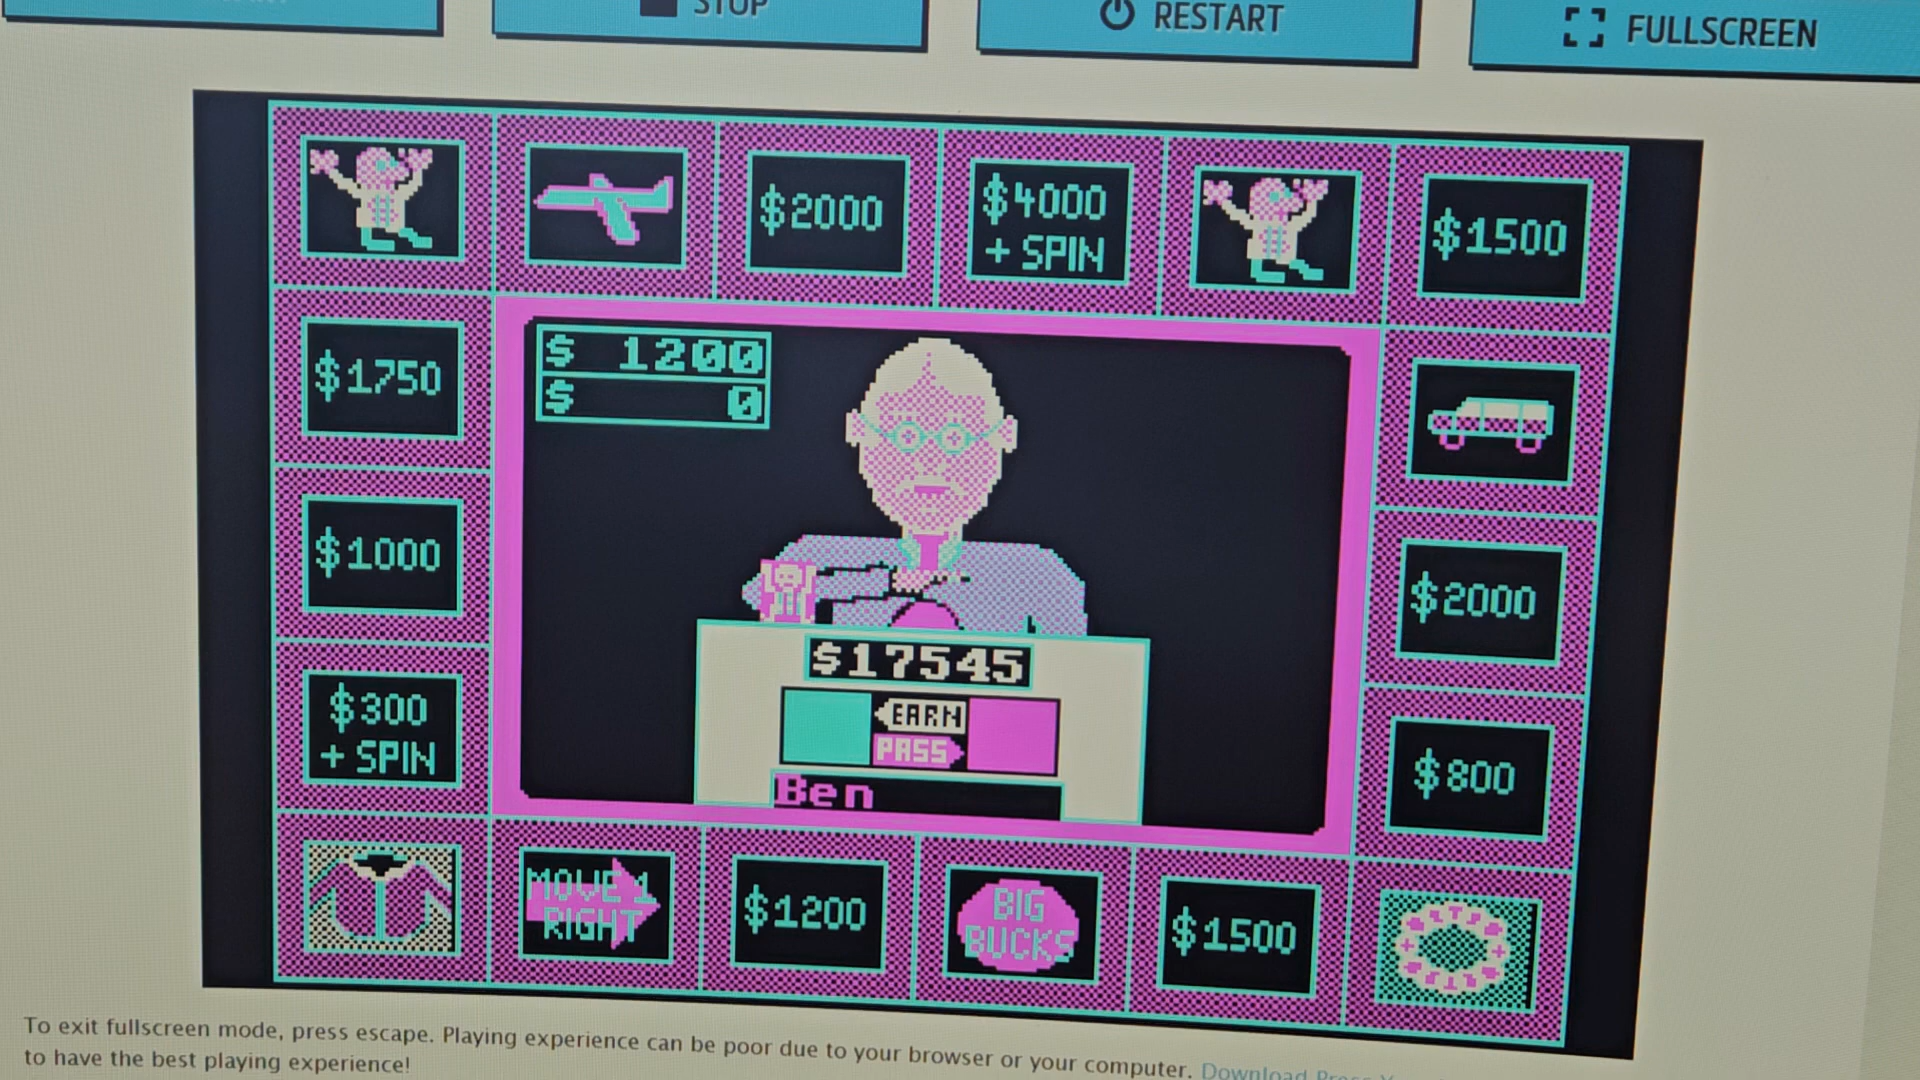 STOP
RESTART
FULLSCREEN
$2000
$4000
+ SPIN
$1500
$1750
$ 1200
$ 0
$1000
$2000
$300
+ SPIN
$17545
EARN
PASS
$800
Ben
MOVE 1
RIGHT
$1200
BIG
BUCKS
$1500
To exit fullscreen mode, press escape. Playing experience can be poor due to your browser or your computer. Download Press Y
to have the best playing experience!